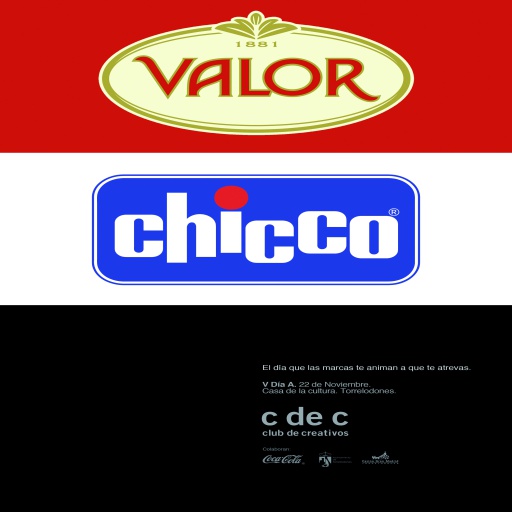 1881
VALOR
chicco®
El día que las marcas te animan a que te atrevas.
V Día A. 22 de Noviembre.
Casa de la cultura. Torrelodones.
c de c
club de creativos
Colaboran:
Coca-Cola